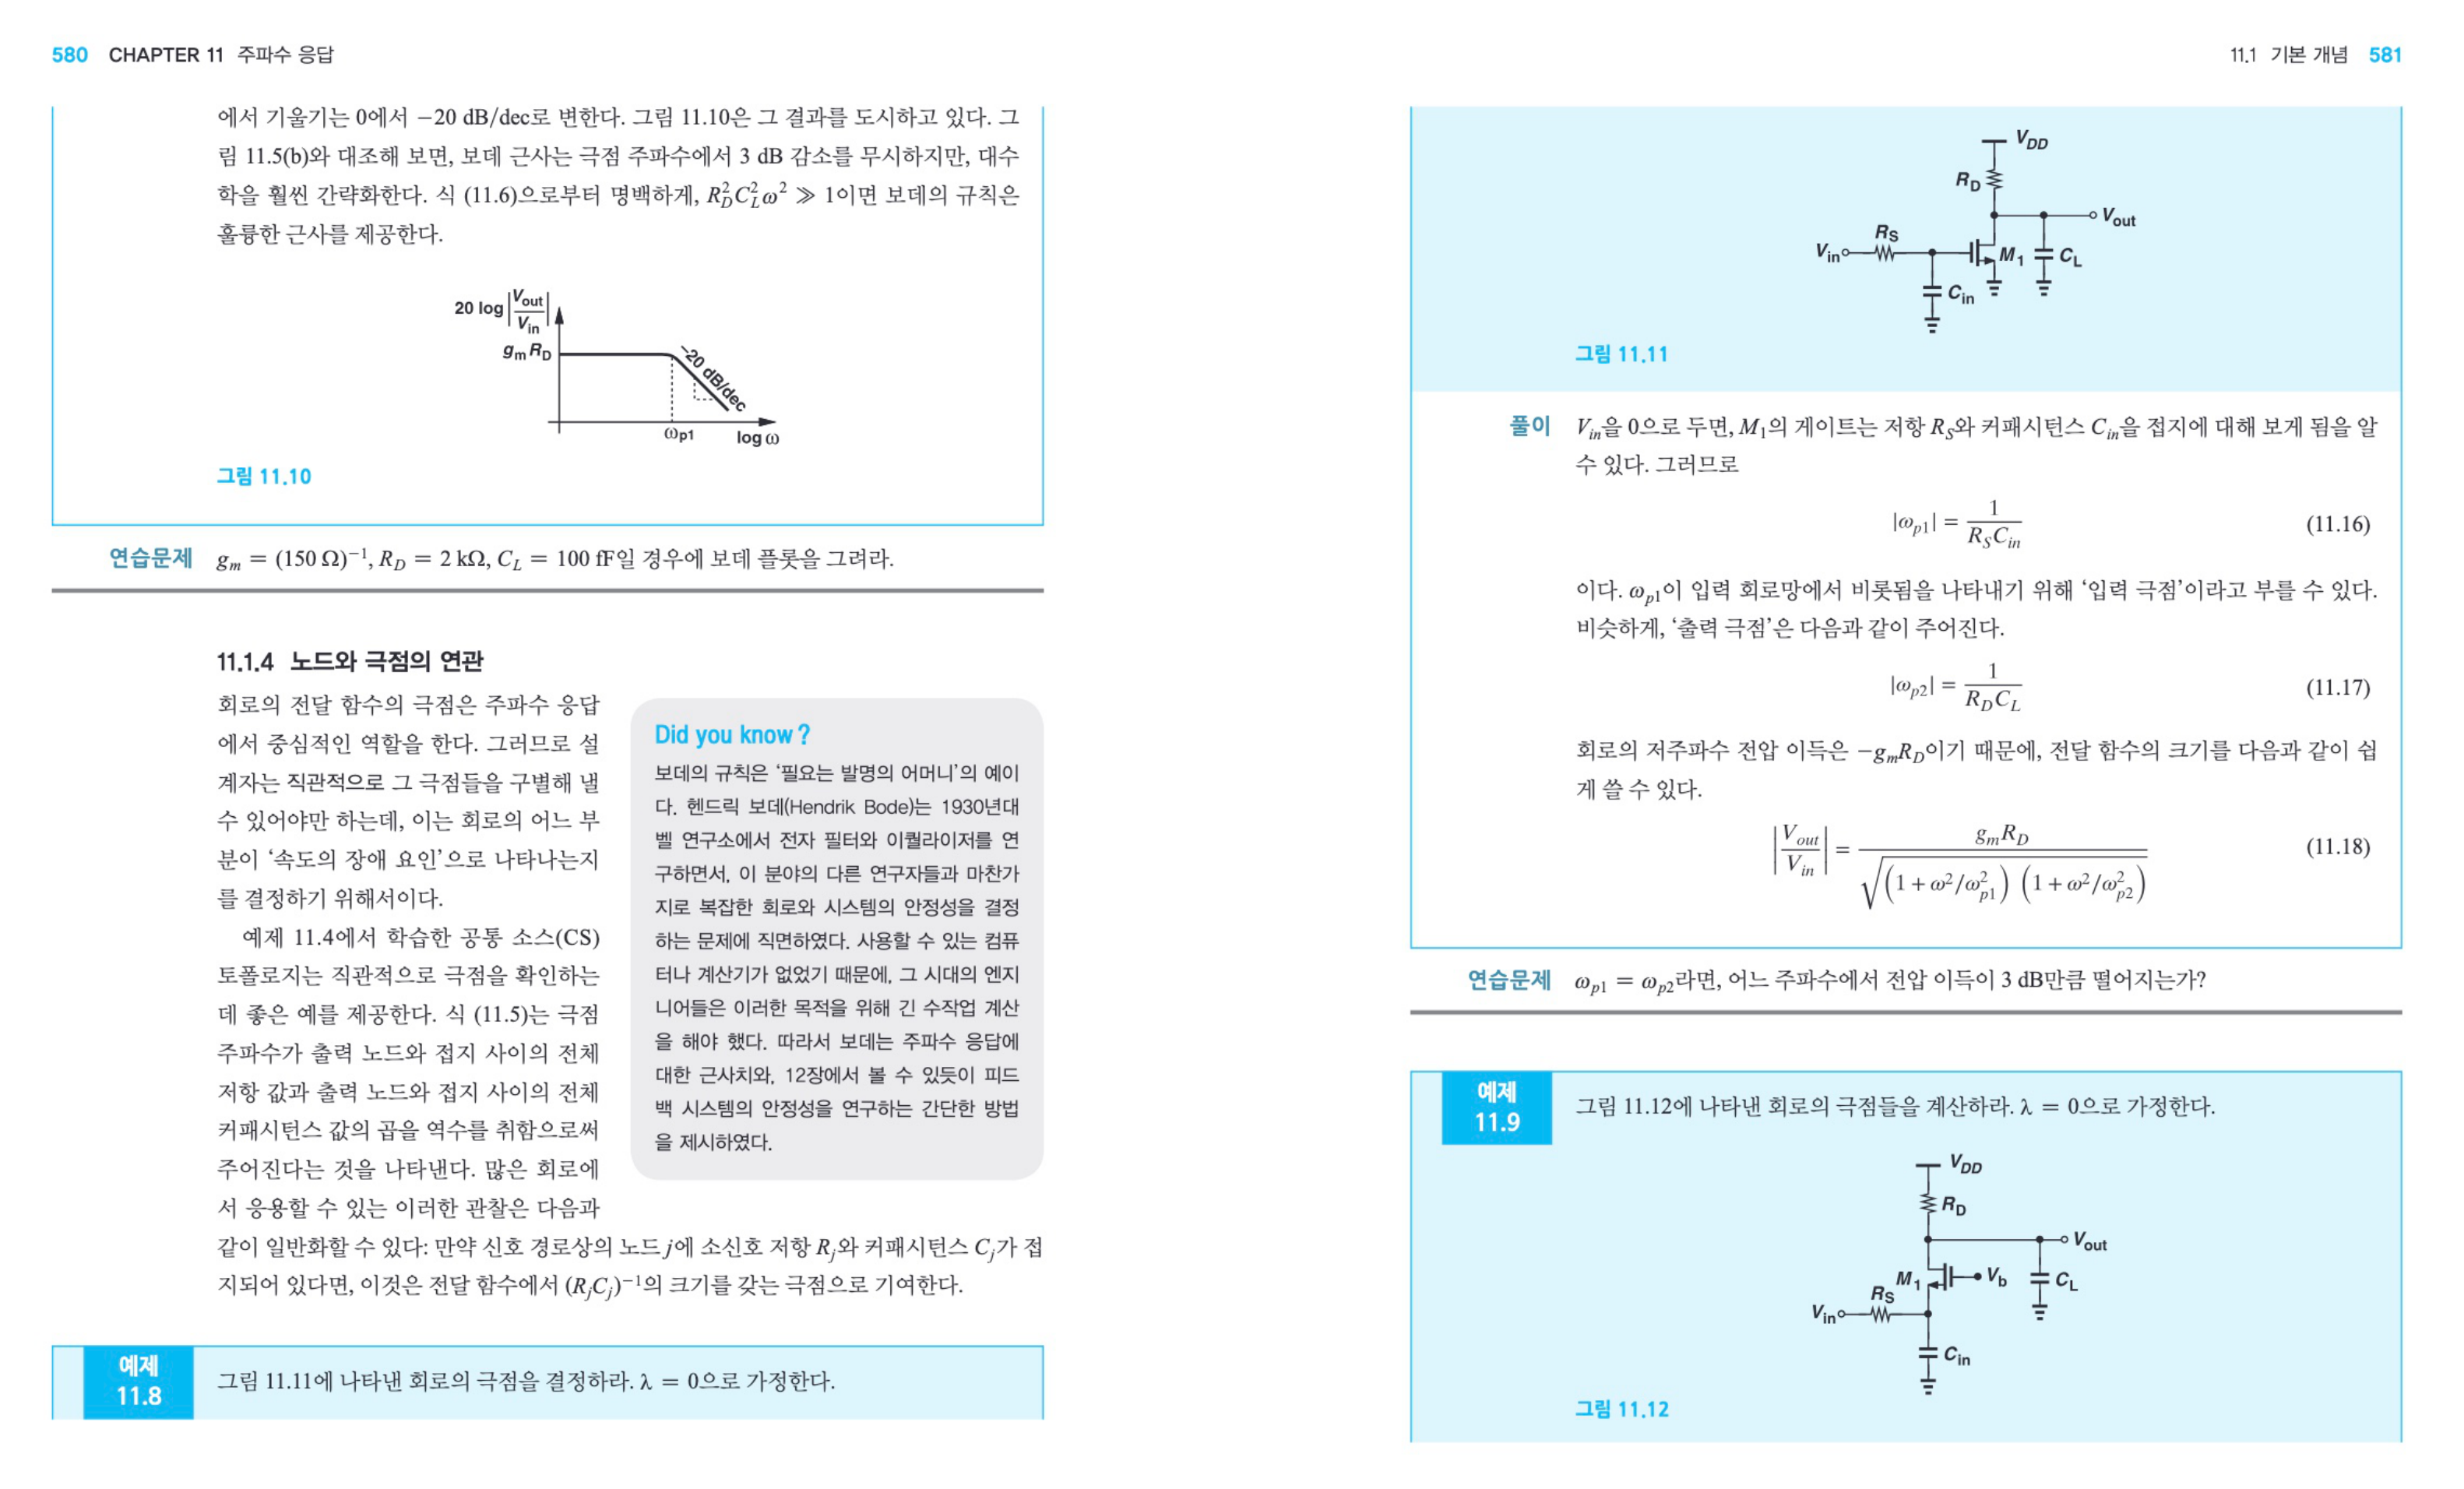 580 CHAPTER 11 주파수 응답
에서 기울기는 0에서 −20 dB/dec로 변한다. 그림 11.10은 그 결과를 도시하고 있다. 그
림 11.5(b)와 대조해 보면, 보데 근사는 극점 주파수에서 3 dB 감소를 무시하지만, 대수
학을 훨씬 간략화한다. 식 (11.6)으로부터 명백하게, R_D²C_L²ω² ≫ 1이면 보데의 규칙은
훌륭한 근사를 제공한다.
20 log |V_out / V_in|
g_m R_D
−20 dB/dec
ω_p1
log ω
그림 11.10
연습문제 g_m = (150 Ω)⁻¹, R_D = 2 kΩ, C_L = 100 fF일 경우에 보데 플롯을 그려라.
11.1.4 노드와 극점의 연관
회로의 전달 함수의 극점은 주파수 응답
에서 중심적인 역할을 한다. 그러므로 설
계자는 직관적으로 그 극점들을 구별해 낼
수 있어야만 하는데, 이는 회로의 어느 부
분이 ‘속도의 장애 요인’으로 나타나는지
를 결정하기 위해서이다.
예제 11.4에서 학습한 공통 소스(CS)
토폴로지는 직관적으로 극점을 확인하는
데 좋은 예를 제공한다. 식 (11.5)는 극점
주파수가 출력 노드와 접지 사이의 전체
저항 값과 출력 노드와 접지 사이의 전체
커패시턴스 값의 곱을 역수를 취함으로써
주어진다는 것을 나타낸다. 많은 회로에
서 응용할 수 있는 이러한 관찰은 다음과
같이 일반화할 수 있다: 만약 신호 경로상의 노드 j에 소신호 저항 R_j와 커패시턴스 C_j가 접
지되어 있다면, 이것은 전달 함수에서 (R_jC_j)⁻¹의 크기를 갖는 극점으로 기여한다.
Did you know?
보데의 규칙은 ‘필요는 발명의 어머니’의 예이
다. 헨드릭 보데(Hendrik Bode)는 1930년대
벨 연구소에서 전자 필터와 이퀄라이저를 연
구하면서, 이 분야의 다른 연구자들과 마찬가
지로 복잡한 회로와 시스템의 안정성을 결정
하는 문제에 직면하였다. 사용할 수 있는 컴퓨
터나 계산기가 없었기 때문에, 그 시대의 엔지
니어들은 이러한 목적을 위해 긴 수작업 계산
을 해야 했다. 따라서 보데는 주파수 응답에
대한 근사치와, 12장에서 볼 수 있듯이 피드
백 시스템의 안정성을 연구하는 간단한 방법
을 제시하였다.
예제
11.8
그림 11.11에 나타낸 회로의 극점을 결정하라. λ = 0으로 가정한다.
11.1 기본 개념 581
V_DD
R_D
V_out
R_S
V_in
M_1
C_L
C_in
그림 11.11
풀이 V_in을 0으로 두면, M_1의 게이트는 저항 R_S와 커패시턴스 C_in을 접지에 대해 보게 됨을 알
수 있다. 그러므로
|ω_p1| = 1 / (R_S C_in) (11.16)
이다. ω_p1이 입력 회로망에서 비롯됨을 나타내기 위해 ‘입력 극점’이라고 부를 수 있다.
비슷하게, ‘출력 극점’은 다음과 같이 주어진다.
|ω_p2| = 1 / (R_D C_L) (11.17)
회로의 저주파수 전압 이득은 −g_mR_D이기 때문에, 전달 함수의 크기를 다음과 같이 쉽
게 쓸 수 있다.
|V_out / V_in| = g_m R_D / √((1 + ω²/ω_p1²) (1 + ω²/ω_p2²)) (11.18)
연습문제 ω_p1 = ω_p2라면, 어느 주파수에서 전압 이득이 3 dB만큼 떨어지는가?
예제
11.9
그림 11.12에 나타낸 회로의 극점들을 계산하라. λ = 0으로 가정한다.
V_DD
R_D
V_out
M_1
V_b
C_L
R_S
V_in
C_in
그림 11.12